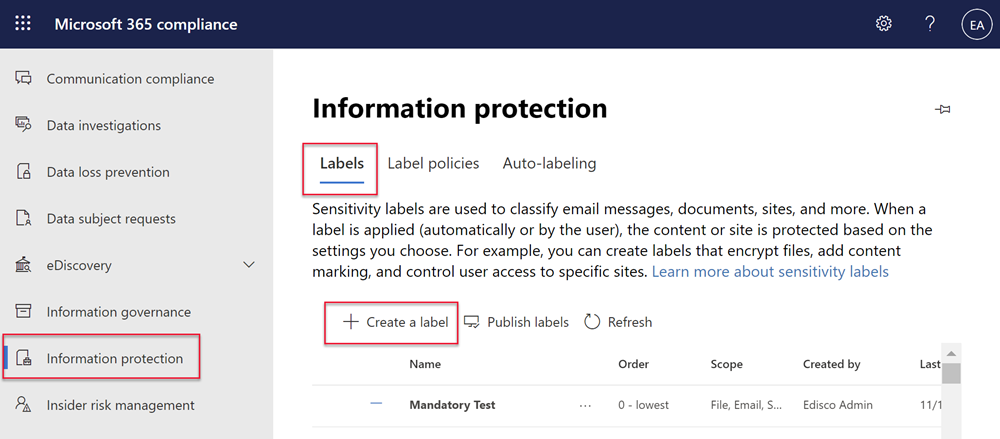 Microsoft 365 compliance
?
EA
Communication compliance
Data investigations
Data loss prevention
Data subject requests
eDiscovery
Information governance
Information protection
Insider risk management
Information protection
Labels Label policies Auto-labeling
Sensitivity labels are used to classify email messages, documents, sites, and more. When a
label is applied (automatically or by the user), the content or site is protected based on the
settings you choose. For example, you can create labels that encrypt files, add content
marking, and control user access to specific sites. Learn more about sensitivity labels
+ Create a label Publish labels Refresh
Name Order Scope Created by Last
Mandatory Test ... 0 - lowest File, Email, S... Edisco Admin 11/1